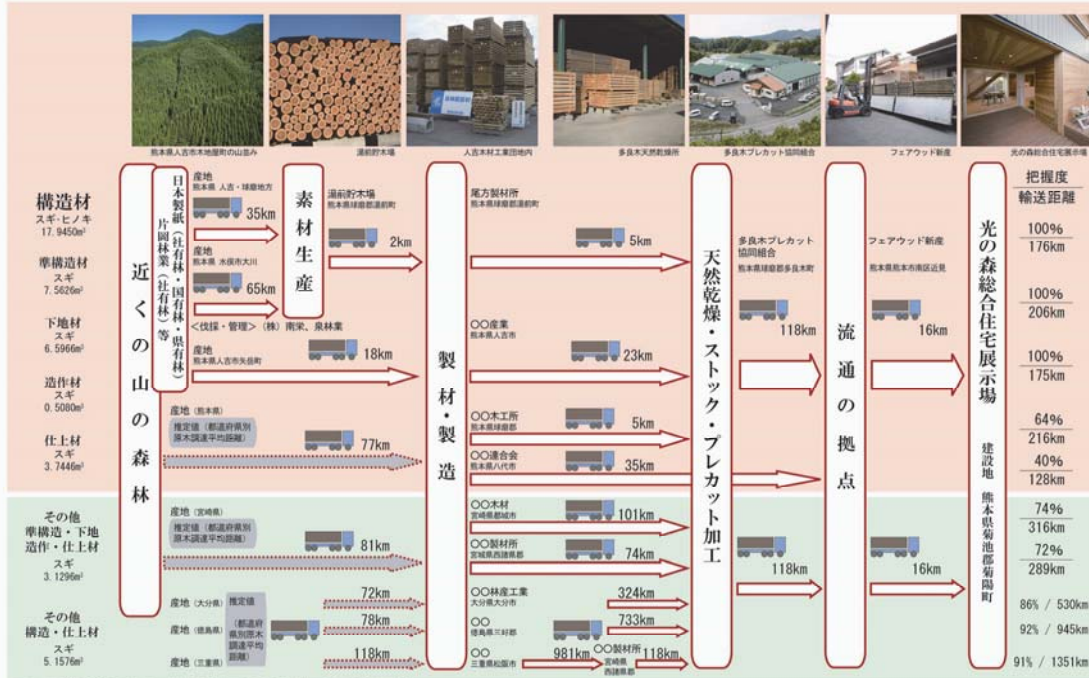 熊本県人吉市木地屋町の山並み
湯前貯木場
人吉木材工業団地内
多良木天然乾燥所
多良木プレカット協同組合
フェアウッド新産
光の森総合住宅展示場
構造材
スギ・ヒノキ
17.9450m³
準構造材
スギ
7.5626m³
下地材
スギ
6.5966m³
造作材
スギ
0.5080m³
仕上材
スギ
3.7446m³
その他
準構造・下地
造作・仕上材
スギ
3.1296m³
その他
構造・仕上材
5.1576m³
近くの山の森林
日本製紙（社有林・国有林・県有林）
片岡林業（社有林）等
産地
熊本県 人吉・球磨地方
35km
産地
熊本県 水俣市大川
65km
＜伐採・管理＞（株）南栄、泉林業
産地
熊本県人吉市矢岳町
18km
産地（熊本県）
推定値（都道府県別
原木調達平均距離）
77km
産地（宮崎県）
推定値（都道府県別
原木調達平均距離）
81km
産地（大分県）
72km
産地（徳島県）
78km
産地（三重県）
118km
推定値
（都道府
県別原木
調達平均
距離）
素材生産
湯前貯木場
熊本県球磨郡湯前町
2km
製材・製造
尾方製材所
熊本県球磨郡湯前町
5km
〇〇産業
熊本県人吉市
23km
〇〇木工所
熊本県球磨郡
5km
〇〇連合会
熊本県八代市
35km
〇〇木材
宮崎県都城市
101km
〇〇製材所
宮城県西諸県郡
74km
〇〇林産工業
大分県大分市
324km
〇〇
徳島県三好郡
733km
〇〇
三重県松阪市
981km
〇〇製材所
宮崎県
西諸県郡
118km
天然乾燥・ストック・プレカット加工
多良木プレカット
協同組合
熊本県球磨郡多良木町
118km
118km
流通の拠点
フェアウッド新産
熊本県熊本市南区近見
16km
16km
光の森総合住宅展示場
建設地 熊本県菊池郡菊陽町
把握度
輸送距離
100%
176km
100%
206km
100%
175km
64%
216km
40%
128km
74%
316km
72%
289km
86% / 530km
92% / 945km
91% / 1351km